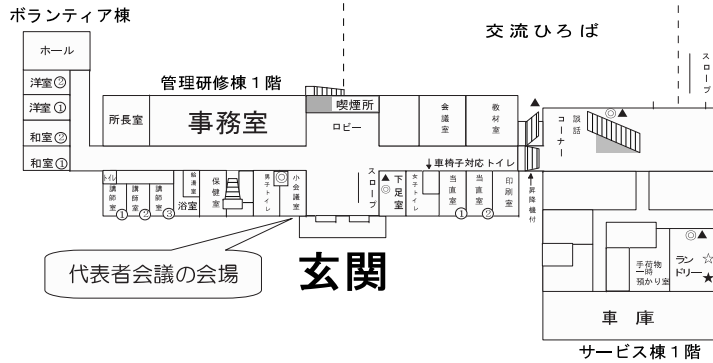 ボランティア棟
ホール
洋室②
洋室①
和室②
和室①
管理研修棟1階
所長室
事務室
喫煙所
ロビー
会議室
教材室
▲
交流ひろば
スロープ
◎▲
談話
コーナー
↓車椅子対応トイレ
トイレ
講師室①
講師室②
講師室③
浴室
保健室
男子トイレ
◎
小会議室
スロープ
▲
◎
下足室
女子トイレ
当直室①
当直室②
印刷室
↑昇降機付
代表者会議の会場
玄関
◎▲
手荷物
一時
預かり室
ラン
ドリー
☆
★
車庫
サービス棟1階